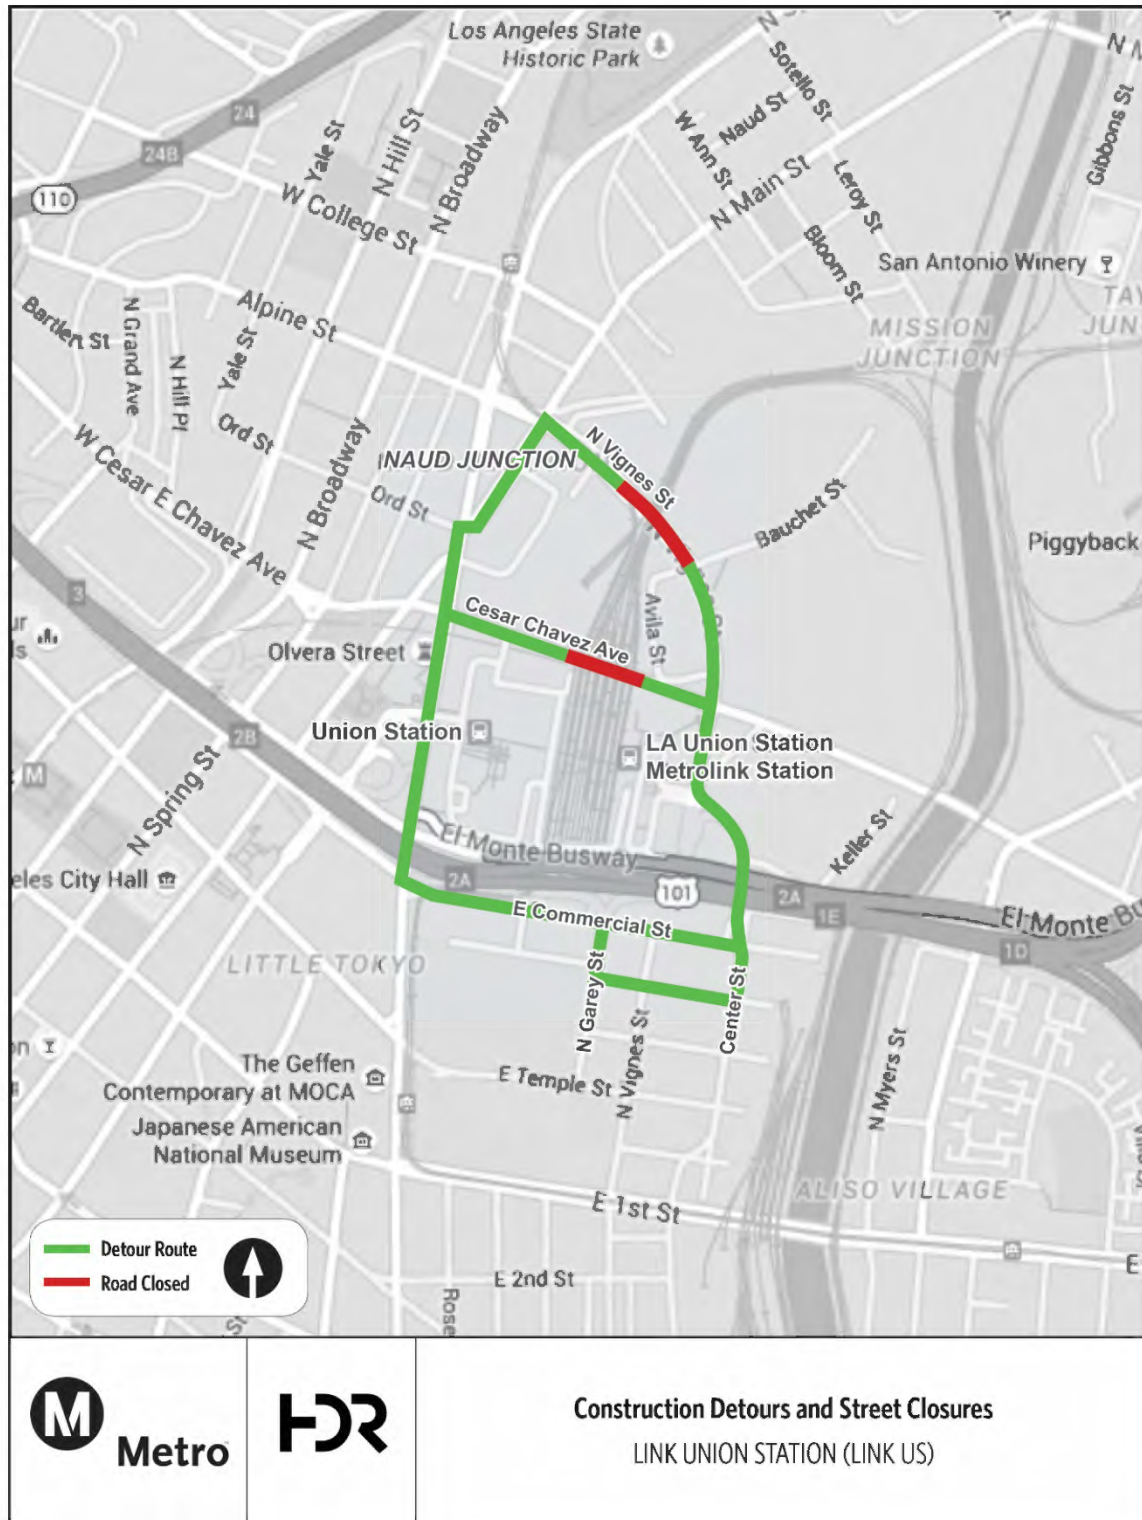 Los Angeles State
Historic Park
Sotello St
Naud St
W Ann St
Leroy St
N Main St
Bloom St
Gibbons St
24
24B
110
Yale St
N Hill St
N Broadway
W College St
San Antonio Winery
MISSION
JUNCTION
Alpine St
Bartlett St
N Grand Ave
N Hill Pl
Yale St
Ord St
W Cesar E Chavez Ave
N Broadway
NAUD JUNCTION
Ord St
N Vignes St
Bauchet St
Piggyback
3
Cesar Chavez Ave
Avila St
Olvera Street
Union Station
LA Union Station
Metrolink Station
2B
M
N Spring St
El Monte Busway
Keller St
2A
101
2A
1E
El Monte Bu
1D
eles City Hall
E Commercial St
LITTLE TOKYO
N Garey St
N Vignes St
Center St
The Geffen
Contemporary at MOCA
E Temple St
N Myers St
Japanese American
National Museum
E 1st St
ALISO VILLAGE
E 2nd St
Rose
St
E
Detour Route
Road Closed
M
Metro
HDR
Construction Detours and Street Closures
LINK UNION STATION (LINK US)